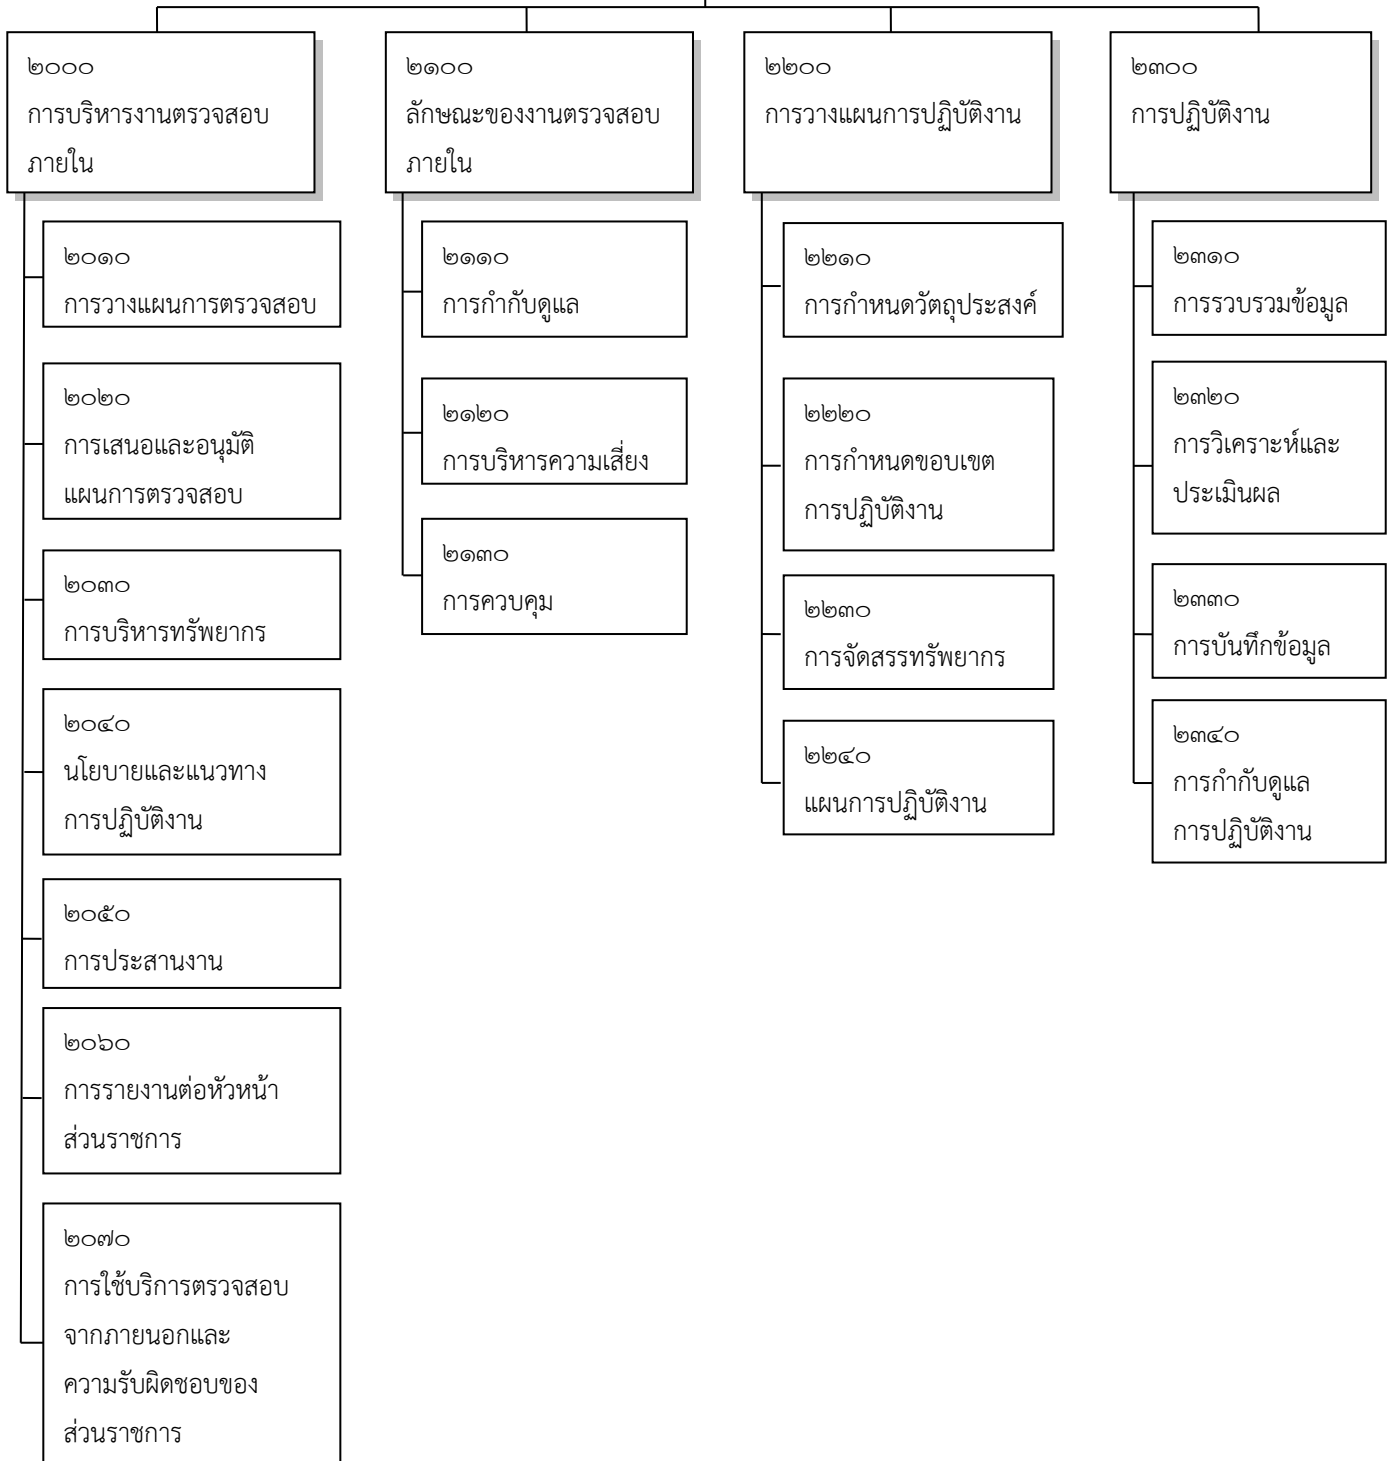 ๒๐๐๐
การบริหารงานตรวจสอบ
ภายใน
๒๐๑๐
การวางแผนการตรวจสอบ
๒๐๒๐
การเสนอและอนุมัติ
แผนการตรวจสอบ
๒๐๓๐
การบริหารทรัพยากร
๒๐๔๐
นโยบายและแนวทาง
การปฏิบัติงาน
๒๐๕๐
การประสานงาน
๒๐๖๐
การรายงานต่อหัวหน้า
ส่วนราชการ
๒๐๗๐
การใช้บริการตรวจสอบ
จากภายนอกและ
ความรับผิดชอบของ
ส่วนราชการ
๒๑๐๐
ลักษณะของงานตรวจสอบ
ภายใน
๒๑๑๐
การกำกับดูแล
๒๑๒๐
การบริหารความเสี่ยง
๒๑๓๐
การควบคุม
๒๒๐๐
การวางแผนการปฏิบัติงาน
๒๒๑๐
การกำหนดวัตถุประสงค์
๒๒๒๐
การกำหนดขอบเขต
การปฏิบัติงาน
๒๒๓๐
การจัดสรรทรัพยากร
๒๒๔๐
แผนการปฏิบัติงาน
๒๓๐๐
การปฏิบัติงาน
๒๓๑๐
การรวบรวมข้อมูล
๒๓๒๐
การวิเคราะห์และ
ประเมินผล
๒๓๓๐
การบันทึกข้อมูล
๒๓๔๐
การกำกับดูแล
การปฏิบัติงาน